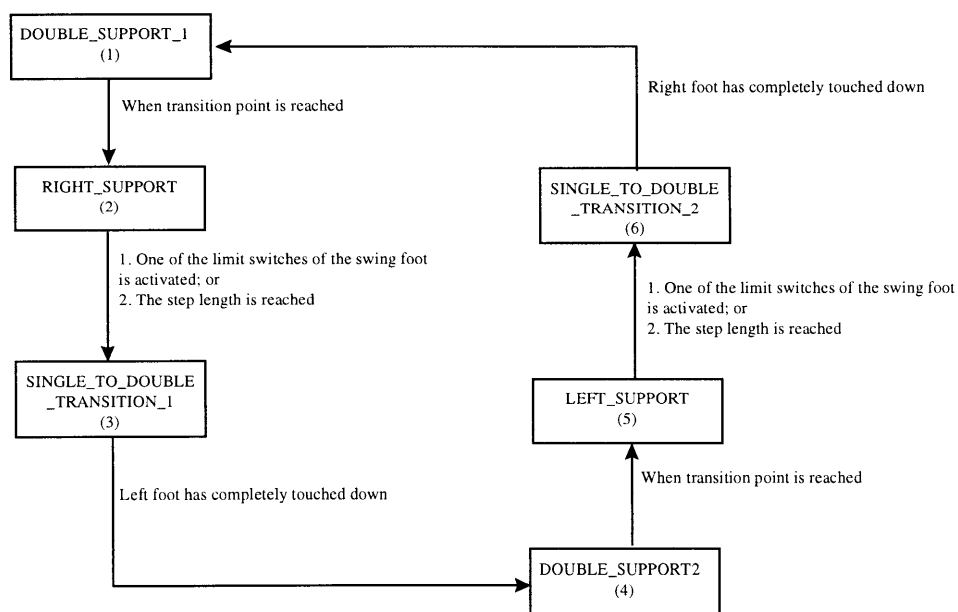 DOUBLE_SUPPORT_1
(1)
When transition point is reached
RIGHT_SUPPORT
(2)
1. One of the limit switches of the swing foot
is activated; or
2. The step length is reached
SINGLE_TO_DOUBLE
_TRANSITION_1
(3)
Left foot has completely touched down
DOUBLE_SUPPORT2
(4)
When transition point is reached
LEFT_SUPPORT
(5)
1. One of the limit switches of the swing foot
is activated; or
2. The step length is reached
SINGLE_TO_DOUBLE
_TRANSITION_2
(6)
Right foot has completely touched down